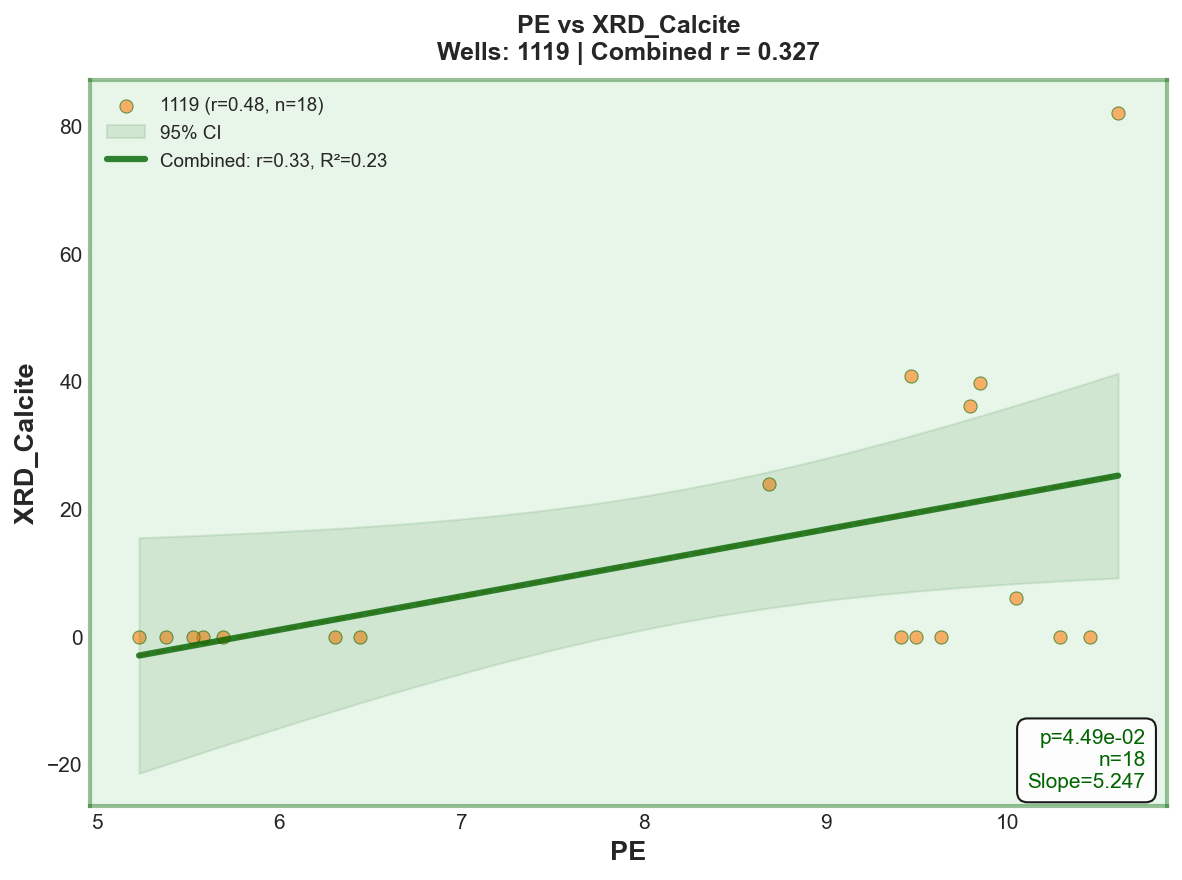 PE vs XRD_Calcite
Wells: 1119 | Combined r = 0.327
1119 (r=0.48, n=18)
95% CI
Combined: r=0.33, R²=0.23
XRD_Calcite
80
60
40
20
0
−20
p=4.49e-02
n=18
Slope=5.247
5 6 7 8 9 10
PE